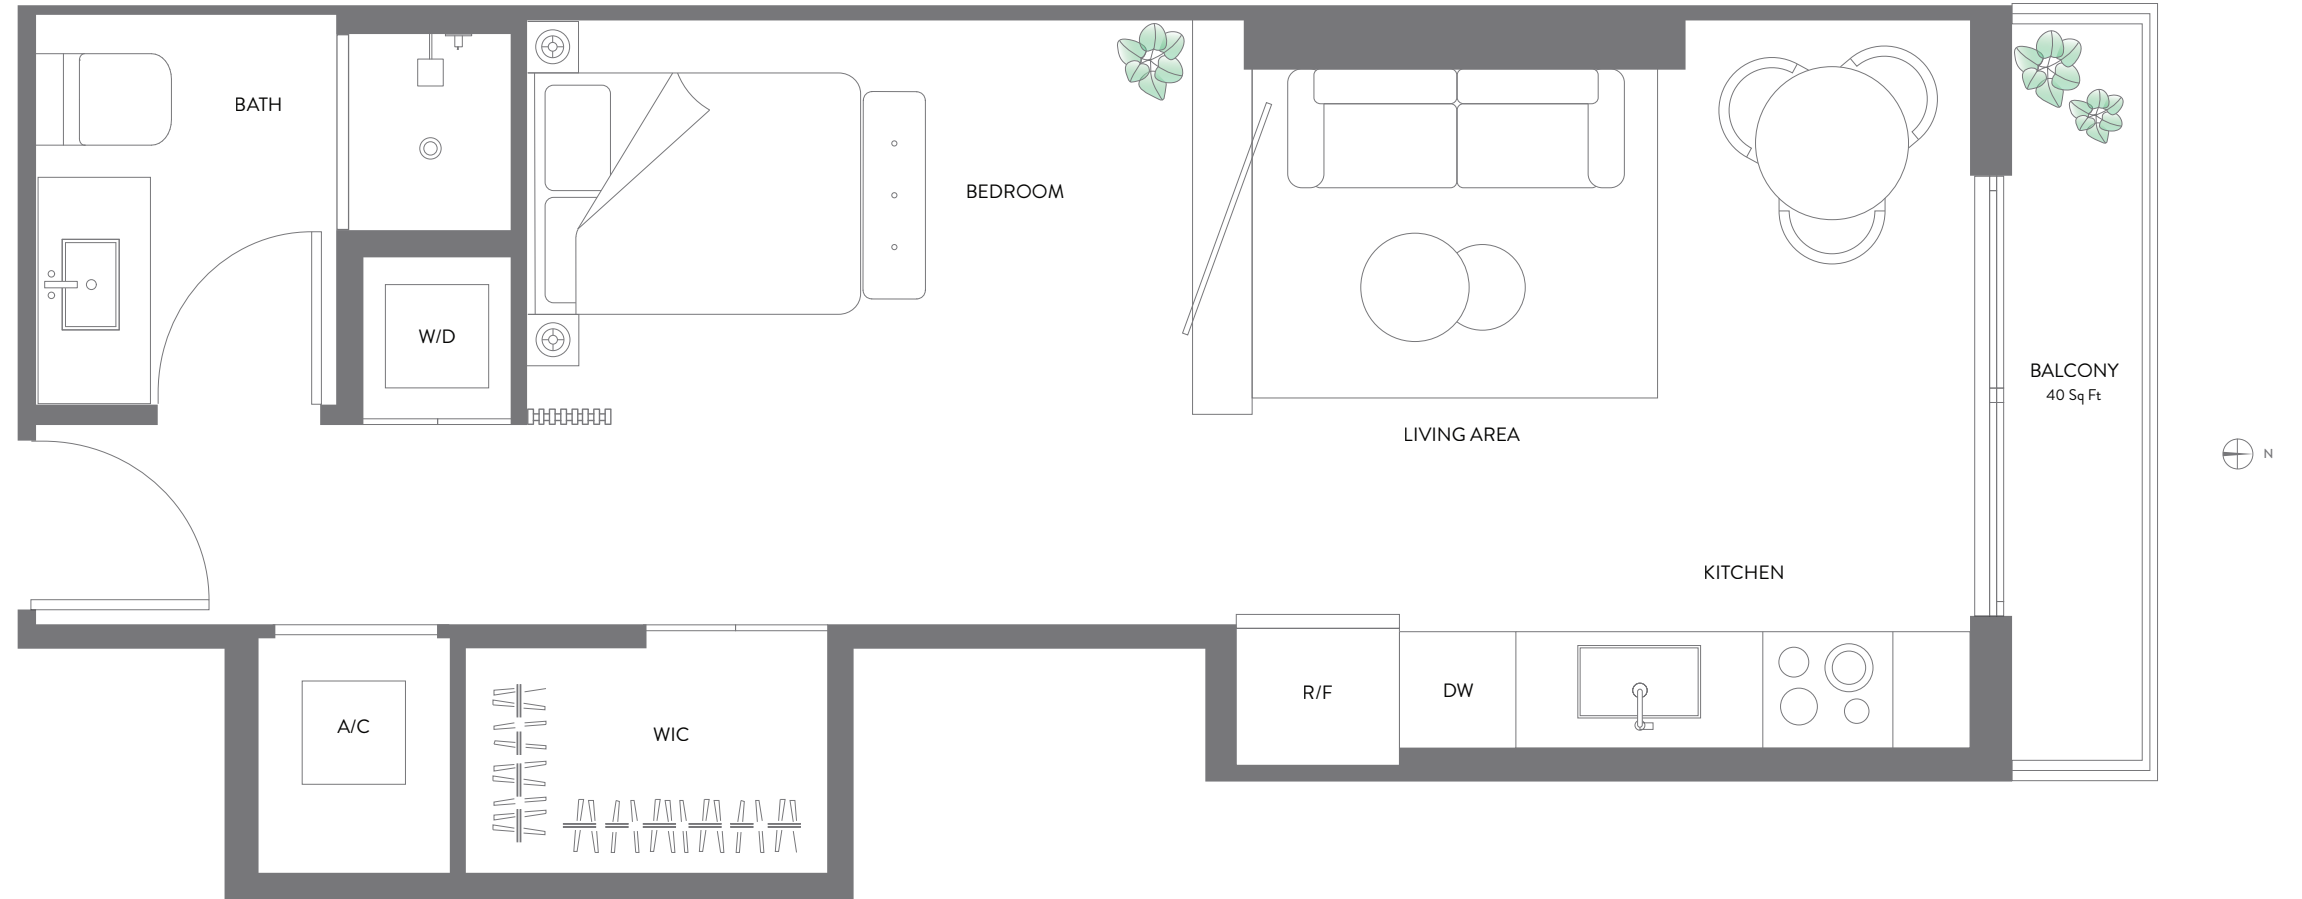 BATH
BEDROOM
W/D
BALCONY
40 Sq Ft
LIVING AREA
N
KITCHEN
R/F
DW
A/C
WIC